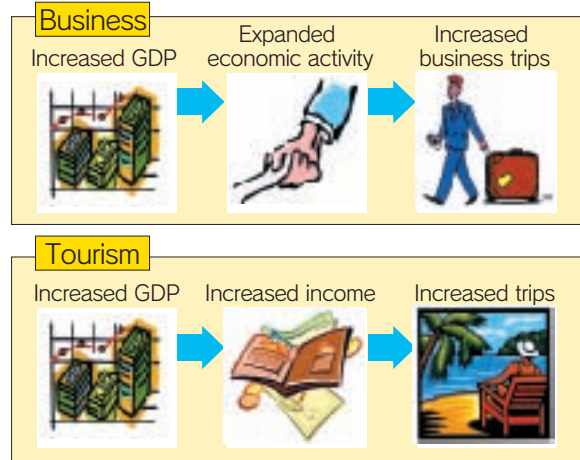 Business
Increased GDP
Expanded
economic activity
Increased
business trips
Tourism
Increased GDP
Increased income
Increased trips